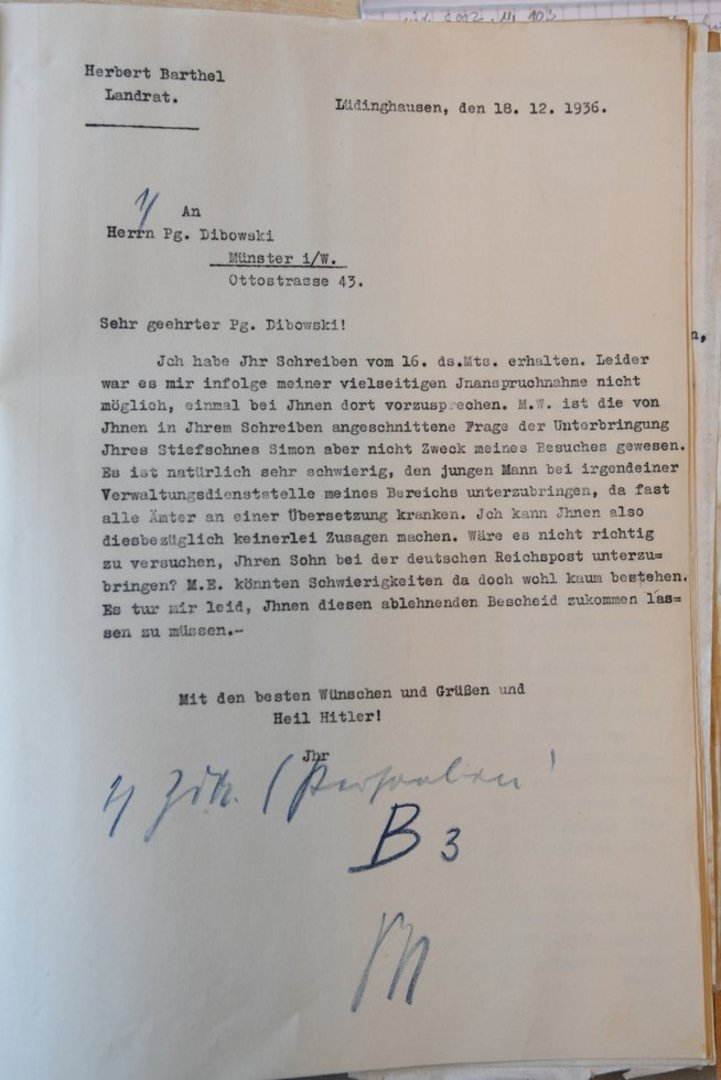 Herbert Barthel
Landrat.
Lüdinghausen, den 18. 12. 1936.
An
Herrn Pg. Dibowski
Münster i/W.
Ottostrasse 43.
Sehr geehrter Pg. Dibowski!
Jch habe Jhr Schreiben vom 16. ds.Mts. erhalten. Leider
war es mir infolge meiner vielseitigen Jnanspruchnahme nicht
möglich, einmal bei Jhnen dort vorzusprechen. M.W. ist die von
Jhnen in Jhrem Schreiben angeschnittene Frage der Unterbringung
Jhres Stiefsohnes Simon aber nicht Zweck meines Besuches gewesen.
Es ist natürlich sehr schwierig, den jungen Mann bei irgendeiner
Verwaltungsdienststelle meines Bereichs unterzubringen, da fast
alle Ämter an einer Übersetzung kranken. Jch kann Jhnen also
diesbezüglich keinerlei Zusagen machen. Wäre es nicht richtig
zu versuchen, Jhren Sohn bei der deutschen Reichspost unterzu=
bringen? M.E. könnten Schwierigkeiten da doch wohl kaum bestehen.
Es tur mir leid, Jhnen diesen ablehnenden Bescheid zukommen las=
sen zu müssen.-
Mit den besten Wünschen und Grüßen und
Heil Hitler!
Jhr
B 3